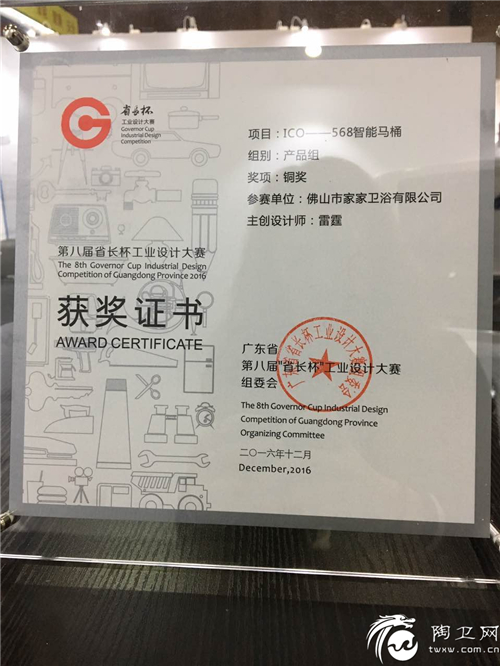 省长杯
工业设计大赛
Governor Cup
Industrial Design
Competition
项目：ICO——568智能马桶
组别：产品组
奖项：铜奖
参赛单位：佛山市家家卫浴有限公司
主创设计师：雷霆
第八届省长杯工业设计大赛
The 8th Governor Cup Industrial Design
Competition of Guangdong Province 2016
获奖证书
AWARD CERTIFICATE
广东省
第八届"省长杯"工业设计大赛
组委会
The 8th Governor Cup Industrial Design
Competition of Guangdong Province
Organizing Committee
二〇一六年十二月
December,2016
陶卫网
www.twxw.com.cn